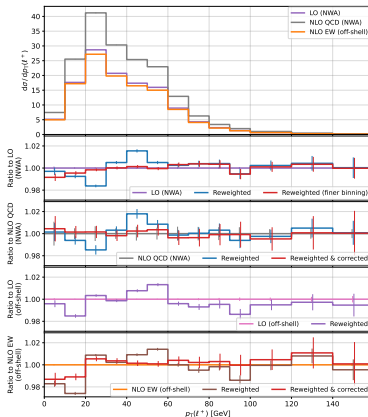 LO (NWA)
NLO QCD (NWA)
NLO EW (off-shell)
dσ / dp_T(ℓ⁺)
40
35
30
25
20
15
10
5
0
Ratio to LO
(NWA)
1.02
1.00
0.98
LO (NWA) Reweighted Reweighted (finer binning)
Ratio to NLO QCD
(NWA)
1.02
1.00
0.98
NLO QCD (NWA) Reweighted Reweighted & corrected
Ratio to LO
(off-shell)
1.02
1.00
0.98
LO (off-shell) Reweighted
Ratio to NLO EW
(off-shell)
1.02
1.00
0.98
NLO EW (off-shell) Reweighted Reweighted & corrected
0 20 40 60 80 100 120 140
p_T(ℓ⁺) [GeV]